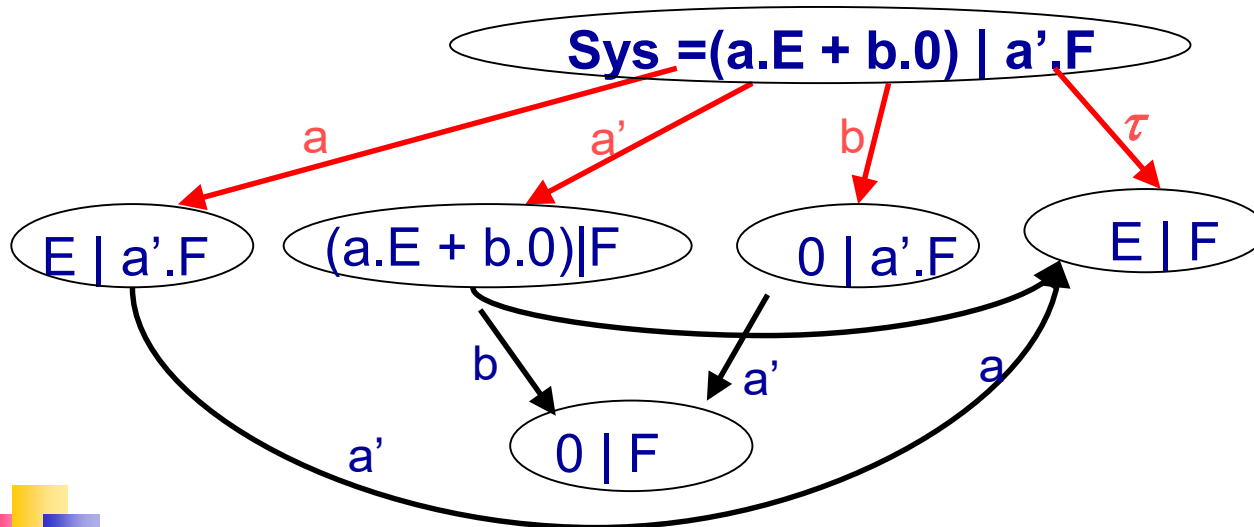 Sys =(a.E + b.0) | a’.F
a a’ b τ
E | a’.F (a.E + b.0)|F 0 | a’.F E | F
b a’ a
a’ 0 | F